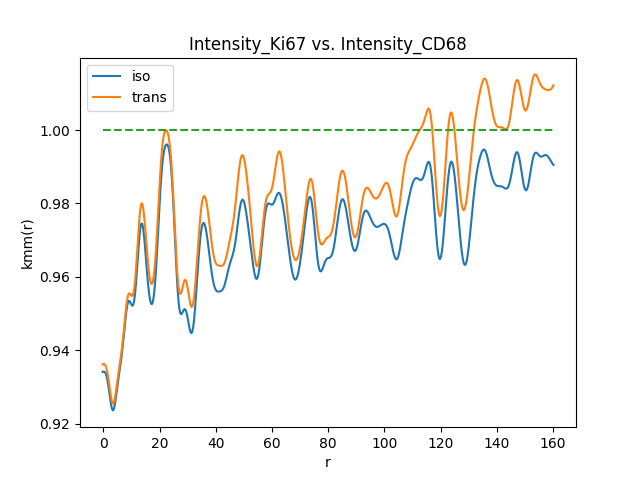 Intensity_Ki67 vs. Intensity_CD68
iso
trans
1.00
0.98
0.96
0.94
0.92
kmm(r)
0 20 40 60 80 100 120 140 160
r